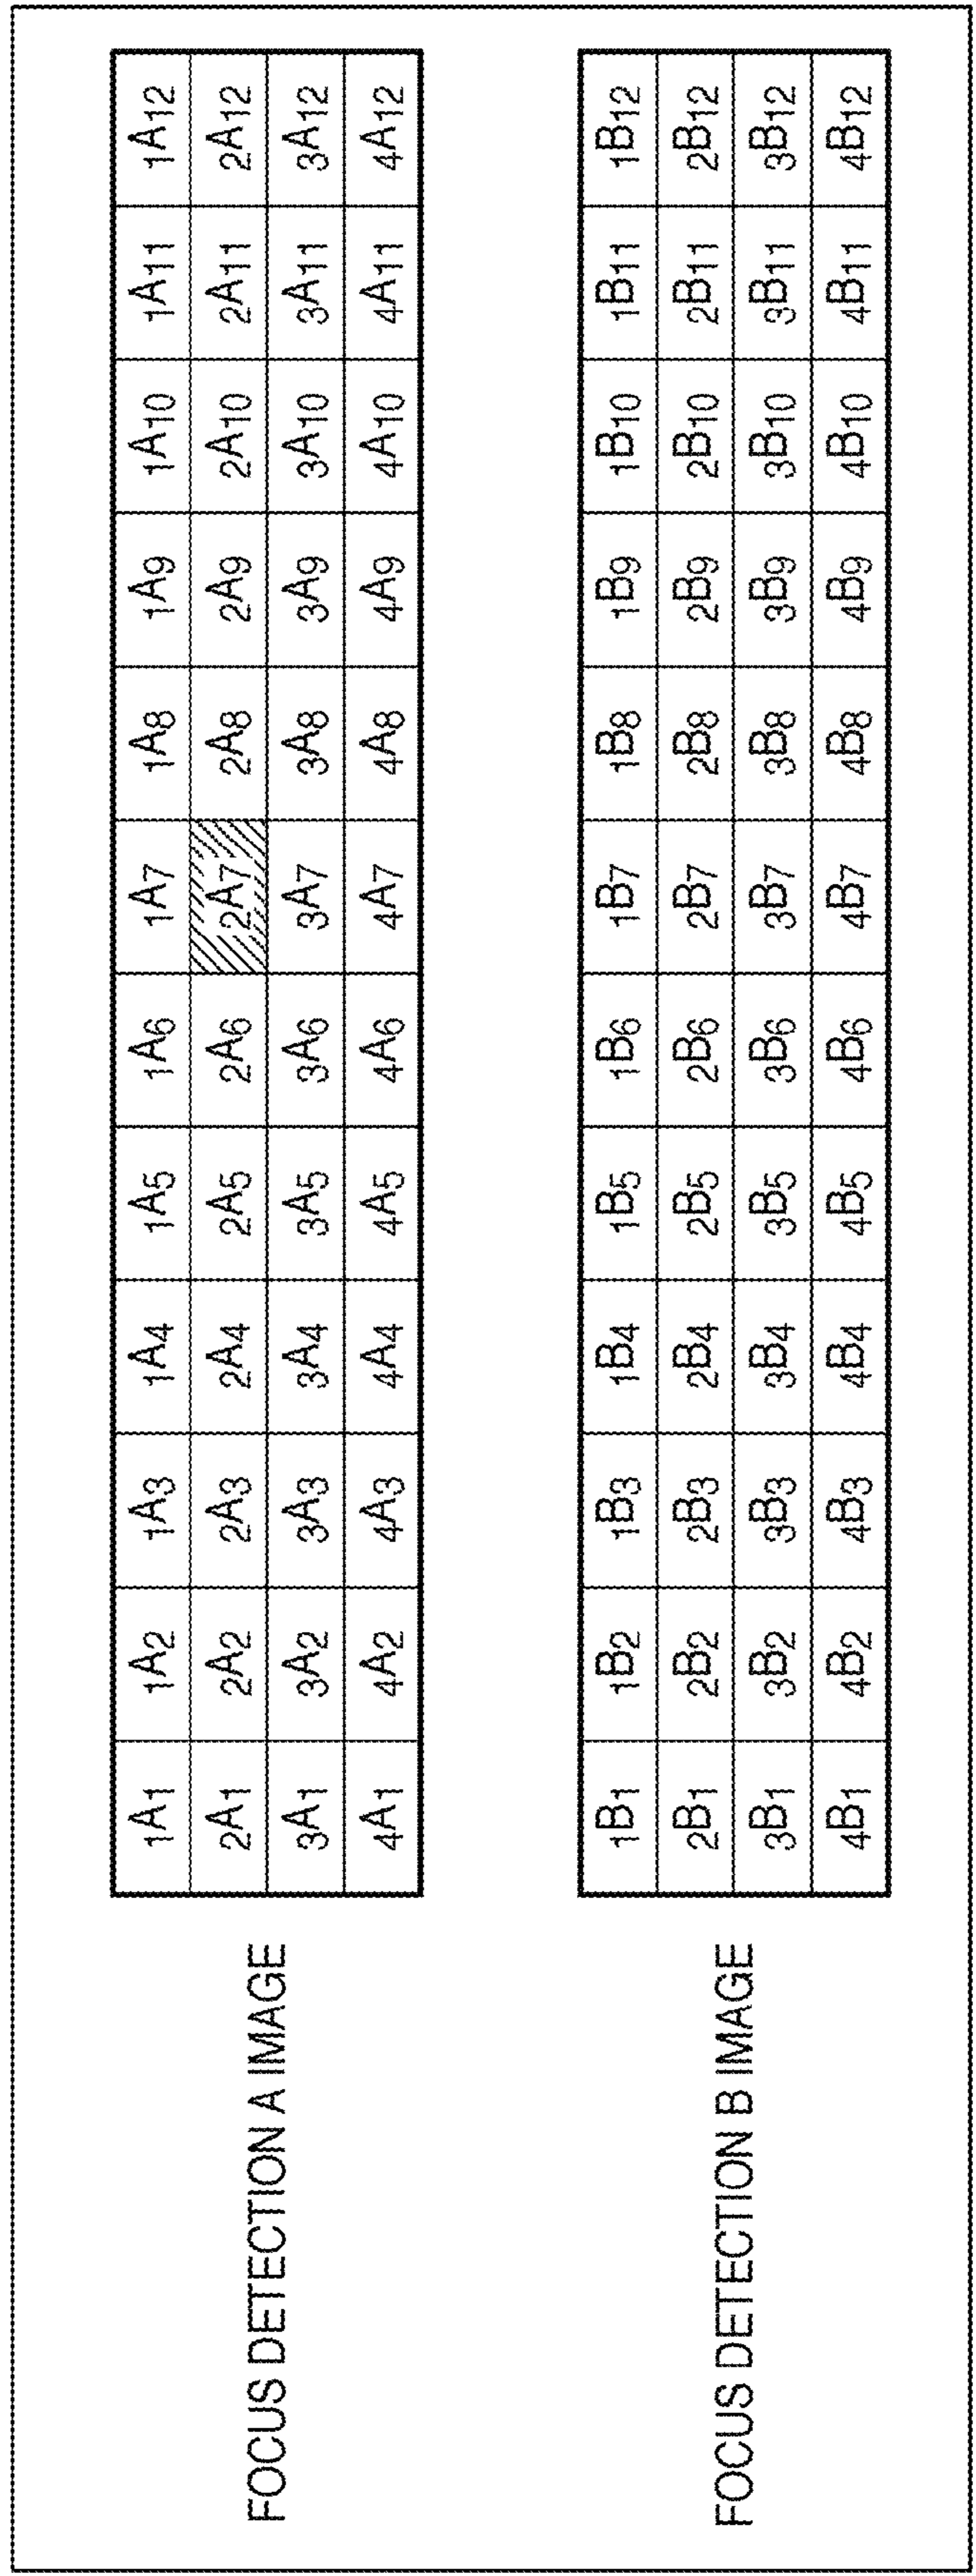 FOCUS DETECTION A IMAGE
1A1 1A2 1A3 1A4 1A5 1A6 1A7 1A8 1A9 1A10 1A11 1A12
2A1 2A2 2A3 2A4 2A5 2A6 2A7 2A8 2A9 2A10 2A11 2A12
3A1 3A2 3A3 3A4 3A5 3A6 3A7 3A8 3A9 3A10 3A11 3A12
4A1 4A2 4A3 4A4 4A5 4A6 4A7 4A8 4A9 4A10 4A11 4A12
FOCUS DETECTION B IMAGE
1B1 1B2 1B3 1B4 1B5 1B6 1B7 1B8 1B9 1B10 1B11 1B12
2B1 2B2 2B3 2B4 2B5 2B6 2B7 2B8 2B9 2B10 2B11 2B12
3B1 3B2 3B3 3B4 3B5 3B6 3B7 3B8 3B9 3B10 3B11 3B12
4B1 4B2 4B3 4B4 4B5 4B6 4B7 4B8 4B9 4B10 4B11 4B12